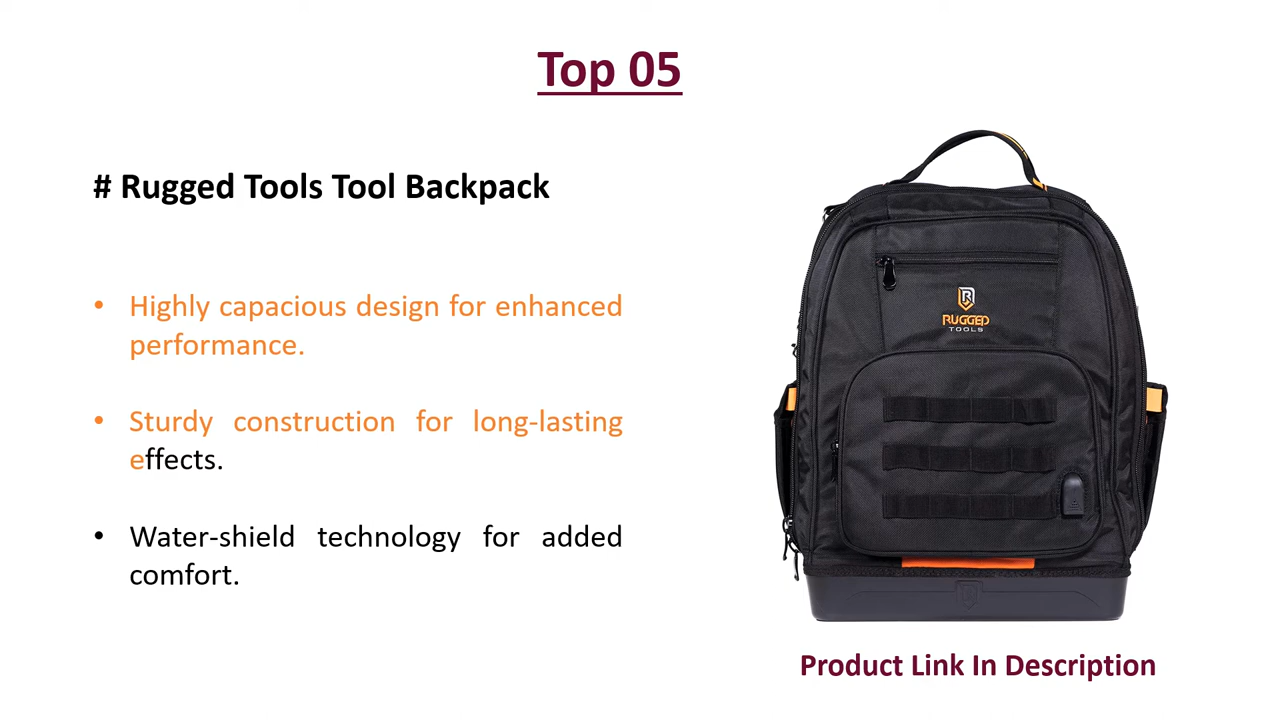 Top 05
# Rugged Tools Tool Backpack
• Highly capacious design for enhanced
performance.
• Sturdy construction for long-lasting
effects.
• Water-shield technology for added
comfort.
R
RUGGED
TOOLS
Product Link In Description